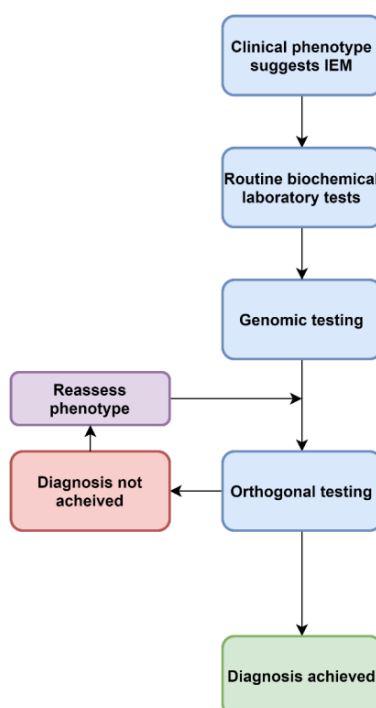 Clinical phenotype
suggests IEM
Routine biochemical
laboratory tests
Genomic testing
Reassess
phenotype
Diagnosis not
acheived
Orthogonal testing
Diagnosis achieved